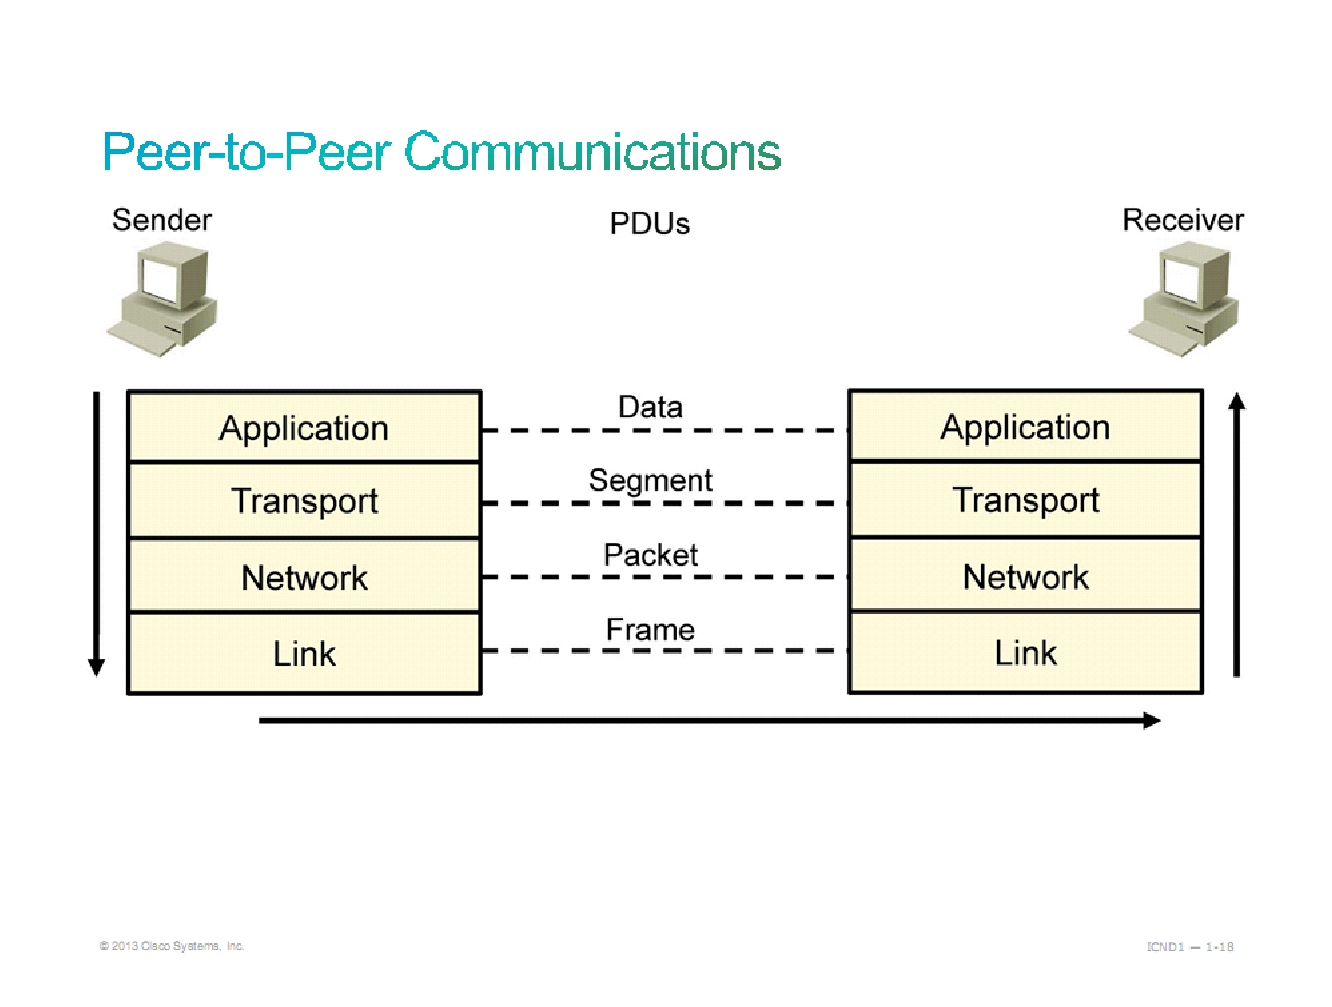 Peer-to-Peer Communications
Sender
PDUs
Receiver
Application
Data
Application
Transport
Segment
Transport
Network
Packet
Network
Link
Frame
Link
© 2013 Cisco Systems, Inc.
ICND1 — 1-18